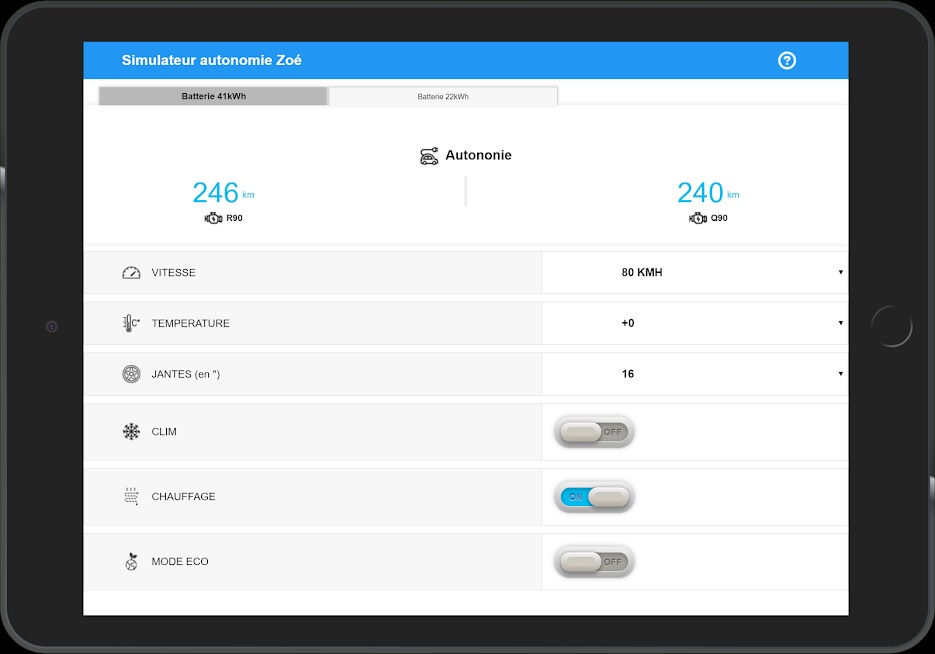 Simulateur autonomie Zoé
Batterie 41kWh
Batterie 22kWh
Autononie
246 km
R90
240 km
Q90
VITESSE
80 KMH
C°
TEMPERATURE
+0
JANTES (en ")
16
CLIM
OFF
CHAUFFAGE
ON
MODE ECO
OFF